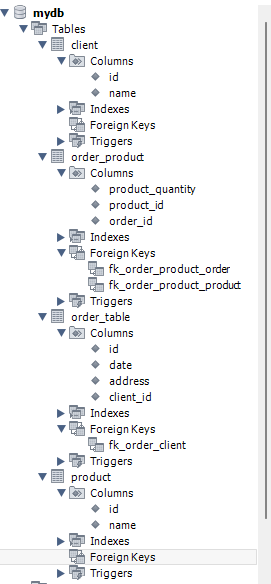 mydb
Tables
client
Columns
id
name
Indexes
Foreign Keys
Triggers
order_product
Columns
product_quantity
product_id
order_id
Indexes
Foreign Keys
fk_order_product_order
fk_order_product_product
Triggers
order_table
Columns
id
date
address
client_id
Indexes
Foreign Keys
fk_order_client
Triggers
product
Columns
id
name
Indexes
Foreign Keys
Triggers